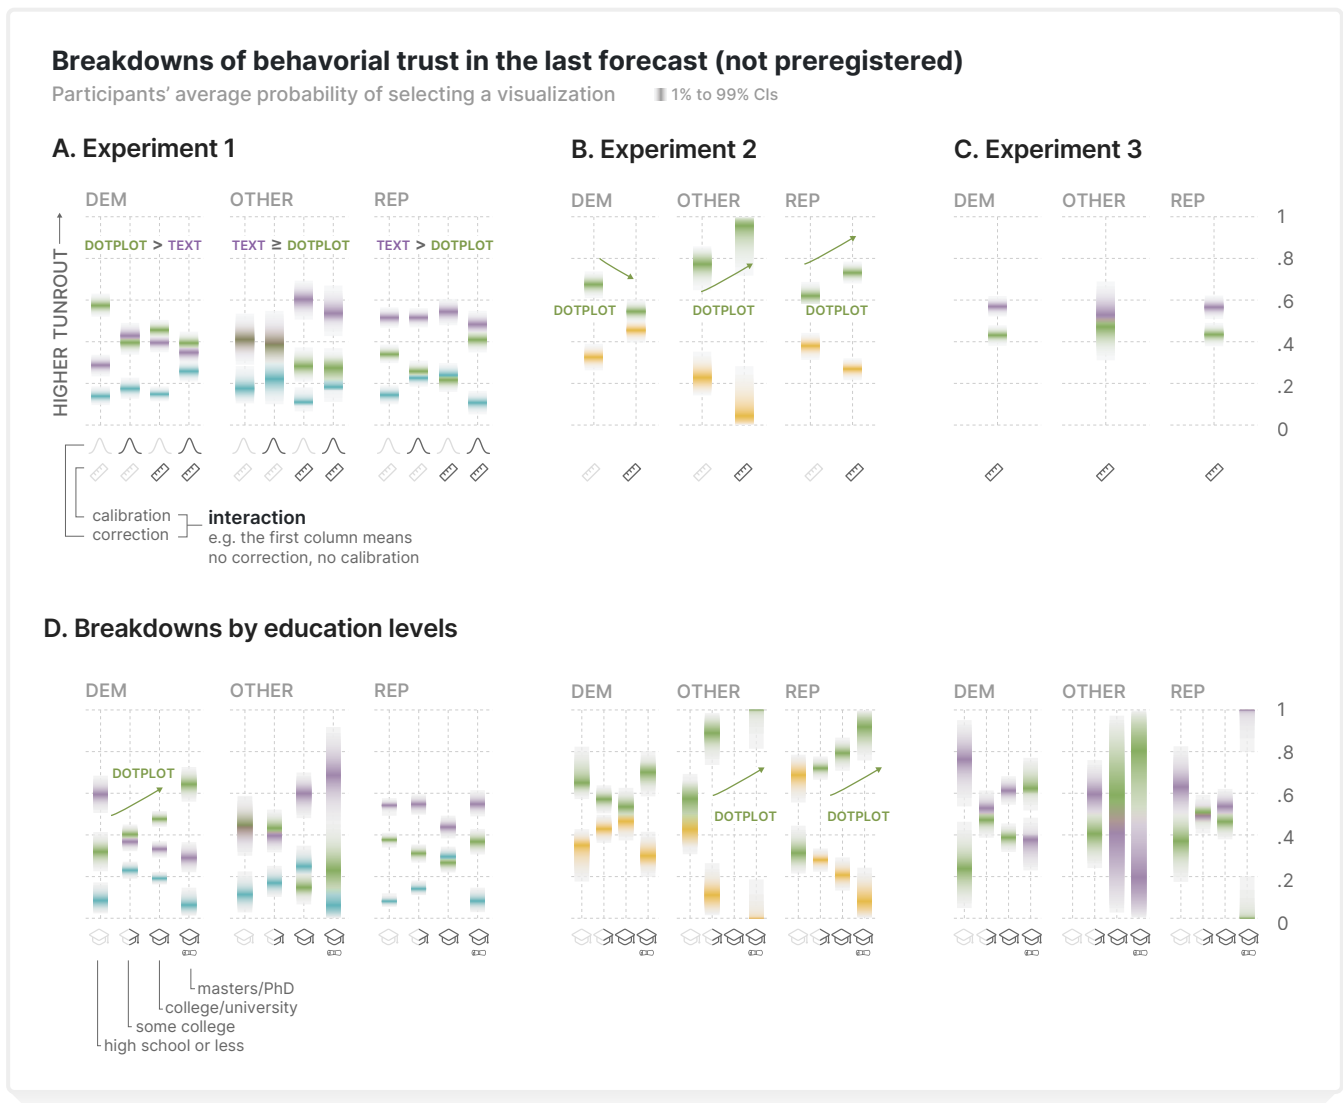 Breakdowns of behavorial trust in the last forecast (not preregistered)
Participants' average probability of selecting a visualization
1% to 99% CIs
A. Experiment 1
B. Experiment 2
C. Experiment 3
DEM
OTHER
REP
DEM
OTHER
REP
DEM
OTHER
REP
HIGHER TUNROUT
DOTPLOT > TEXT
TEXT ≥ DOTPLOT
TEXT > DOTPLOT
DOTPLOT
DOTPLOT
DOTPLOT
1
.8
.6
.4
.2
0
calibration
correction
interaction
e.g. the first column means
no correction, no calibration
D. Breakdowns by education levels
DEM
OTHER
REP
DEM
OTHER
REP
DEM
OTHER
REP
DOTPLOT
DOTPLOT
DOTPLOT
1
.8
.6
.4
.2
0
masters/PhD
college/university
some college
high school or less